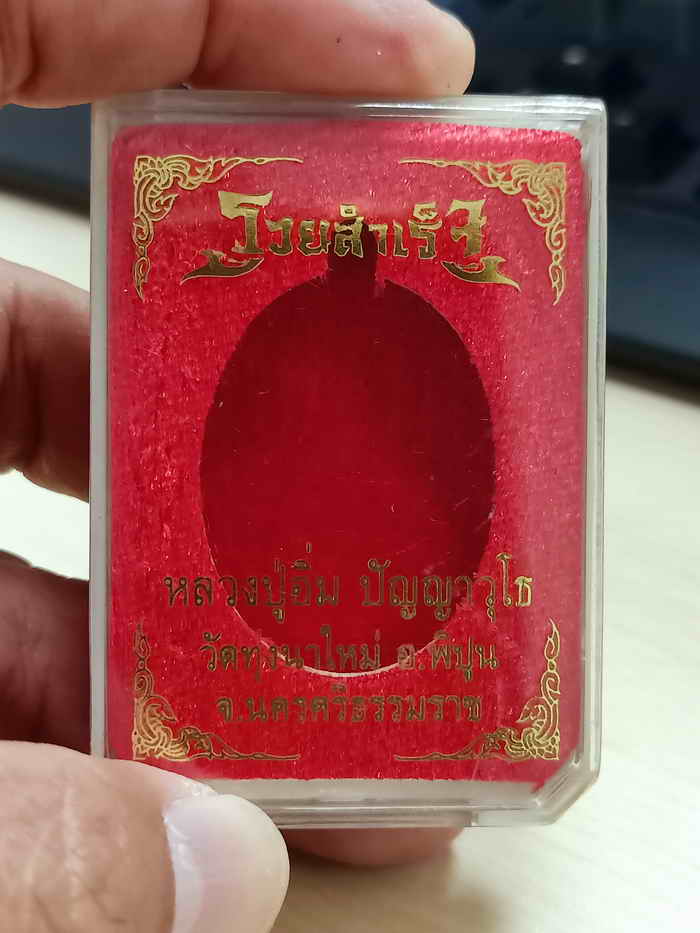 รวยสำเร็จ
หลวงปู่อิ่ม ปัญญาวุโธ
วัดทุ่งนาใหม่ อ.พิปูน
จ.นครศรีธรรมราช